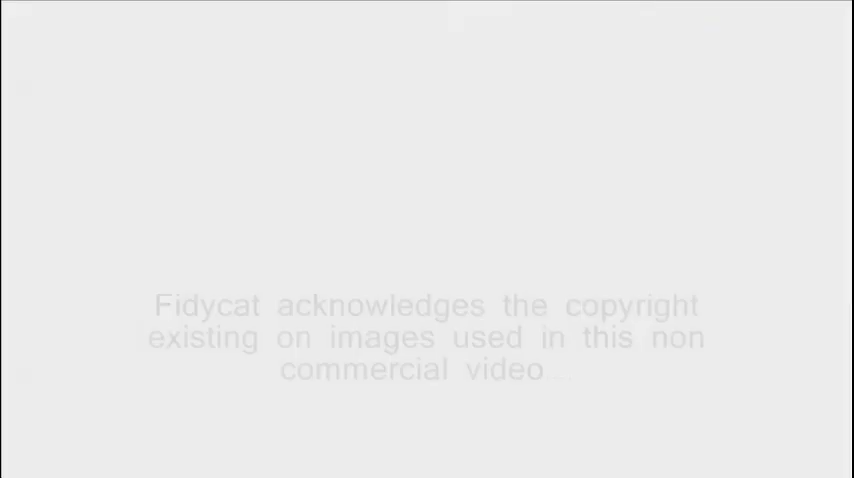 Fidycat acknowledges the copyright
existing on images used in this non
commercial video...